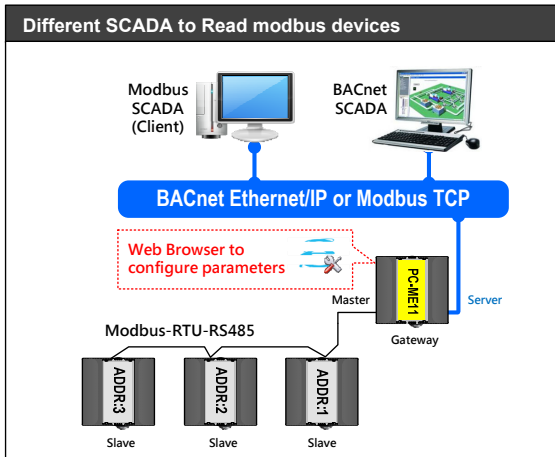 Different SCADA to Read modbus devices
Modbus
SCADA
(Client)
BACnet
SCADA
BACnet Ethernet/IP or Modbus TCP
Web Browser to
configure parameters
PC-ME11
Master
Server
Gateway
Modbus-RTU-RS485
ADDR:3
ADDR:2
ADDR:1
Slave
Slave
Slave